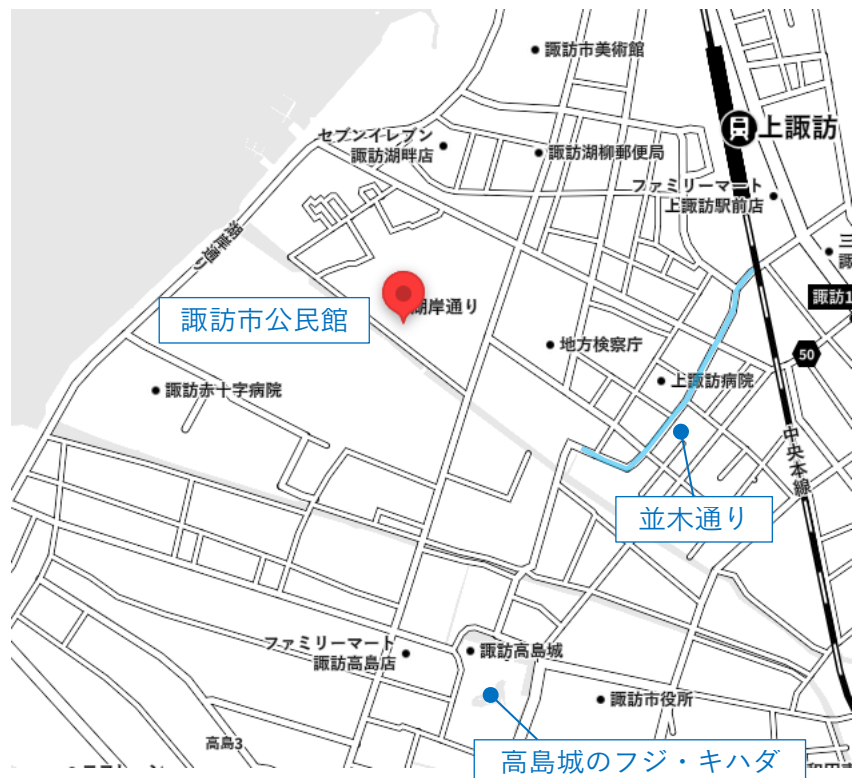 諏訪市美術館
上諏訪
セブンイレブン
諏訪湖畔店
諏訪湖柳郵便局
ファミリーマート
上諏訪駅前店
湖岸通り
諏訪市公民館
湖岸通り
諏訪1
地方検察庁
50
諏訪赤十字病院
上諏訪病院
中央本線
並木通り
ファミリーマート
諏訪高島店
諏訪高島城
諏訪市役所
高島3
高島城のフジ・キハダ